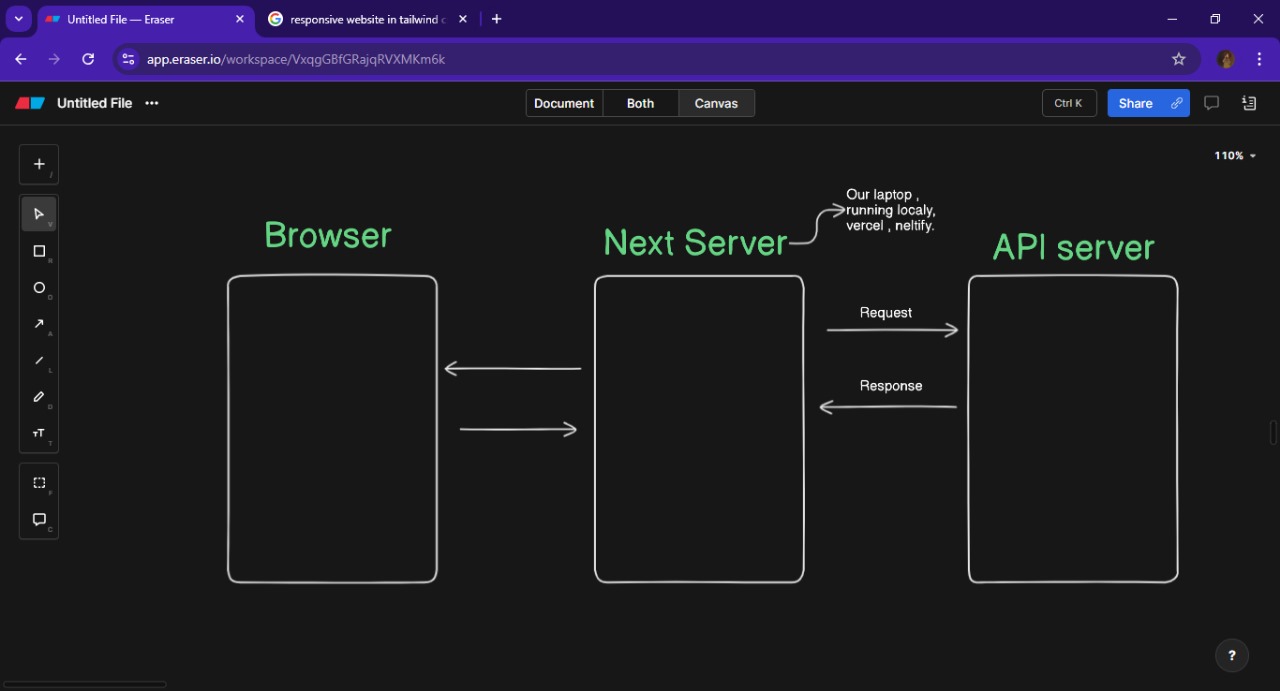 Untitled File — Eraser
responsive website in tailwind c
app.eraser.io/workspace/VxqgGBfGRajqRVXMKm6k
Untitled File
Document
Both
Canvas
Ctrl K
Share
110%
Our laptop ,
running localy,
vercel , neltify.
Browser
Next Server
API server
Request
Response
/
V
R
O
A
L
D
TT
T
F
C
?